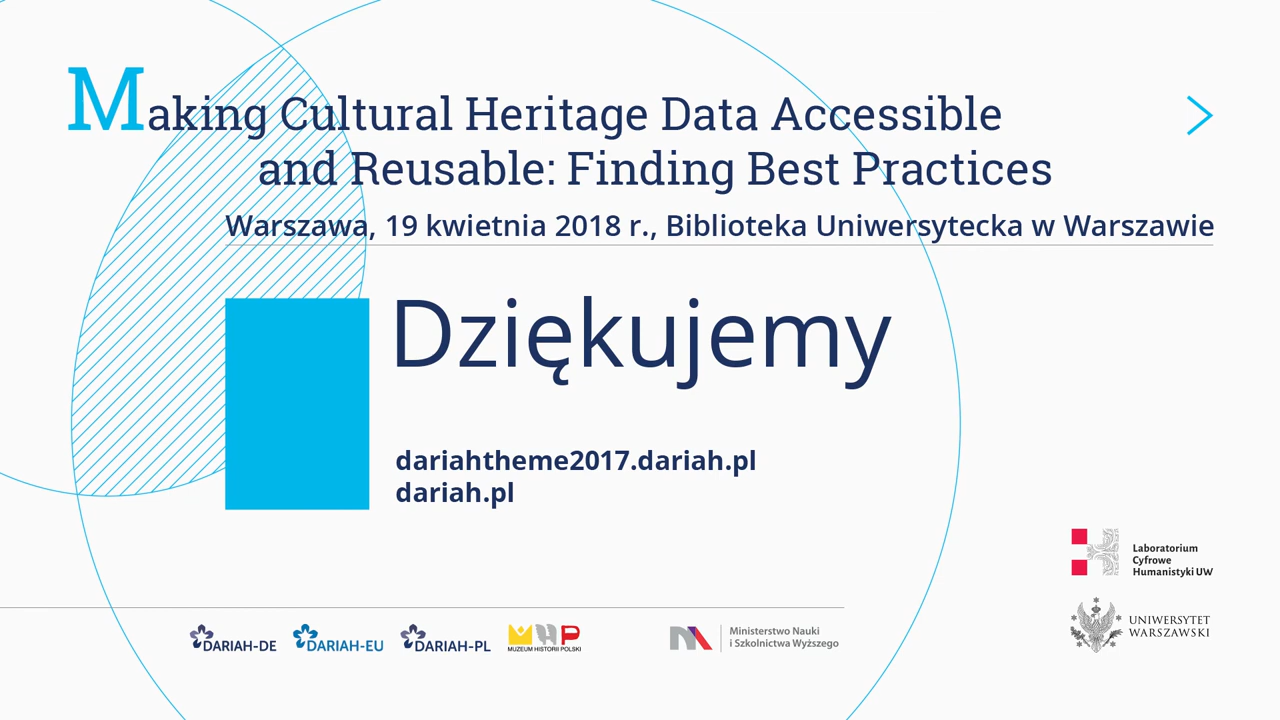 Making Cultural Heritage Data Accessible
and Reusable: Finding Best Practices
Warszawa, 19 kwietnia 2018 r., Biblioteka Uniwersytecka w Warszawie
Dziękujemy
dariahtheme2017.dariah.pl
dariah.pl
Laboratorium
Cyfrowe
Humanistyki UW
UNIWERSYTET
WARSZAWSKI
DARIAH-DE
DARIAH-EU
DARIAH-PL
MHP
MUZEUM HISTORII POLSKI
Ministerstwo Nauki
i Szkolnictwa Wyższego